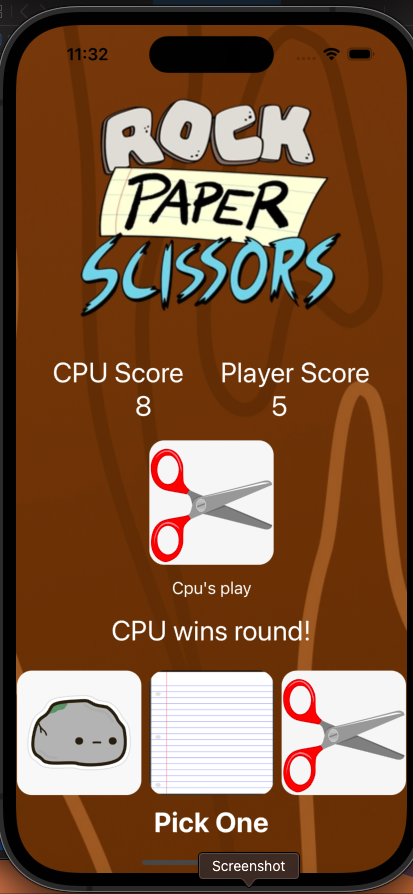 11:32
ROCK
PAPER
SCISSORS
CPU Score Player Score
8 5
Cpu's play
CPU wins round!
Pick One
Screenshot